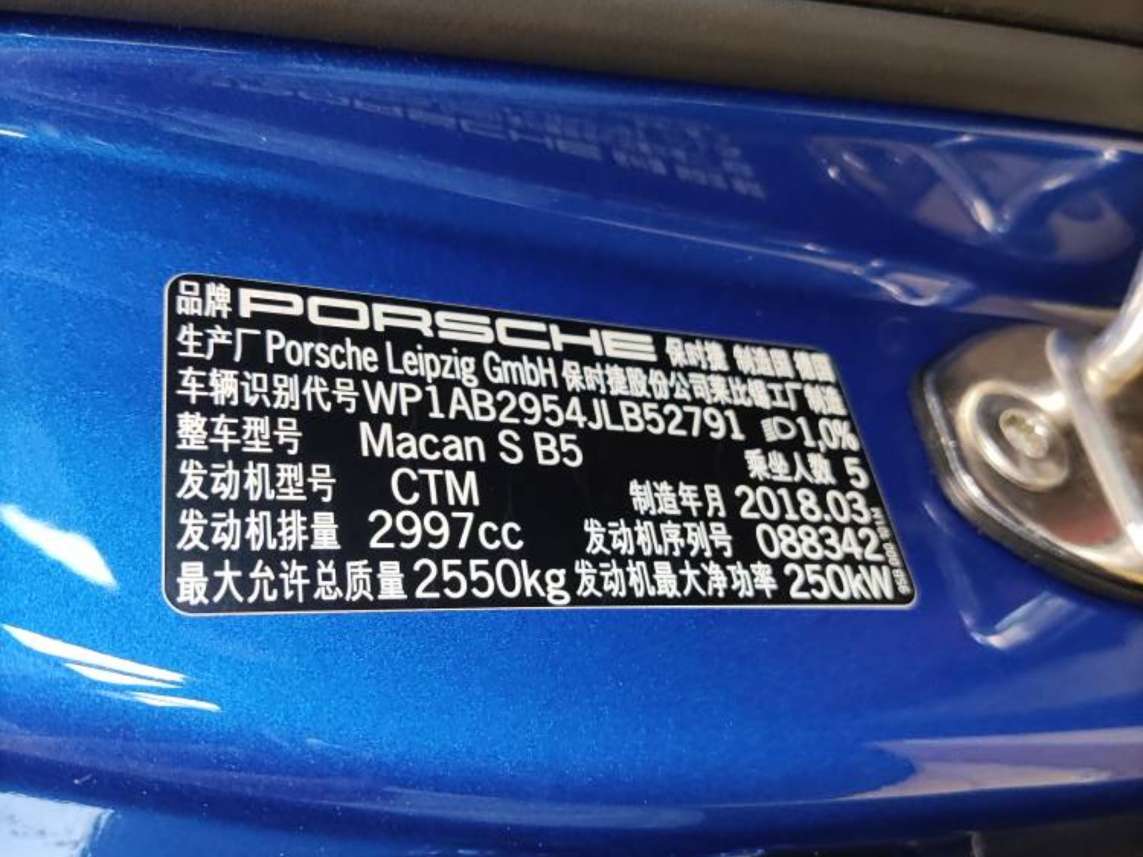 品牌 PORSCHE 保时捷 制造国 德国
生产厂 Porsche Leipzig GmbH 保时捷股份公司莱比锡工厂制造
车辆识别代号 WP1AB2954JLB52791 1,0%
整车型号 Macan S B5 乘坐人数 5
发动机型号 CTM 制造年月 2018.03
发动机排量 2997cc 发动机序列号 088342
最大允许总质量 2550kg 发动机最大净功率 250kW